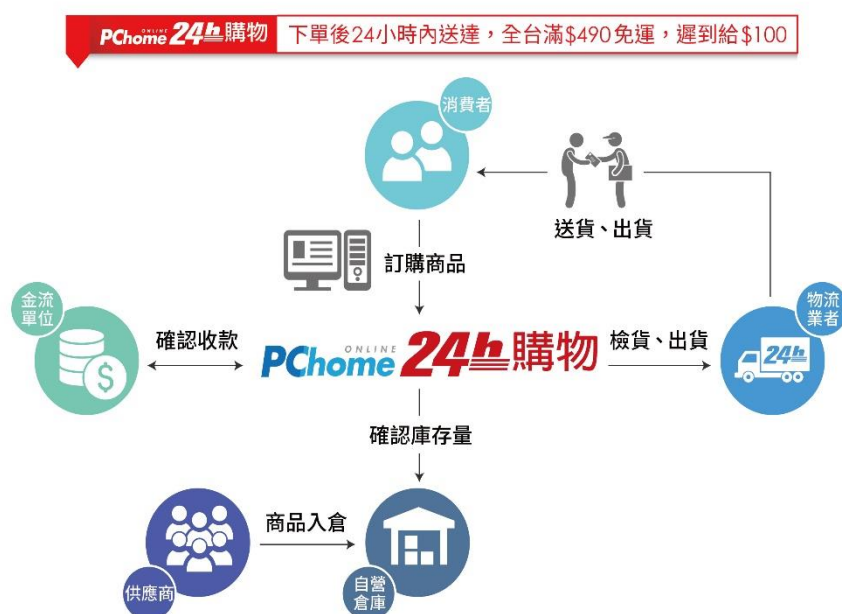 PChome ONLINE 24h 購物 下單後24小時內送達，全台滿$490免運，遲到給$100
消費者
送貨、出貨
訂購商品
金流
單位
物流
業者
確認收款
PChome ONLINE 24h 購物
檢貨、出貨
24h
$
確認庫存量
商品入倉
供應商
自營
倉庫